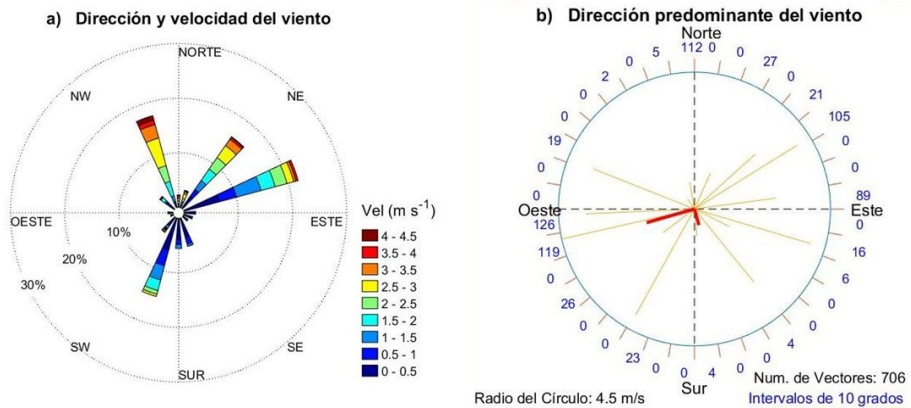 a) Dirección y velocidad del viento
NORTE
NW
NE
OESTE
ESTE
10%
20%
30%
SW
SE
SUR
Vel (m s-1)
4 - 4.5
3.5 - 4
3 - 3.5
2.5 - 3
2 - 2.5
1.5 - 2
1 - 1.5
0.5 - 1
0 - 0.5
b) Dirección predominante del viento
Norte
112
0
0
27
0
21
105
0
0
89
Este
0
16
6
0
0
4
0
0
4
0
Sur
0
23
0
0
26
0
119
126
Oeste
0
0
19
0
0
2
0
5
Radio del Círculo: 4.5 m/s
Num. de Vectores: 706
Intervalos de 10 grados